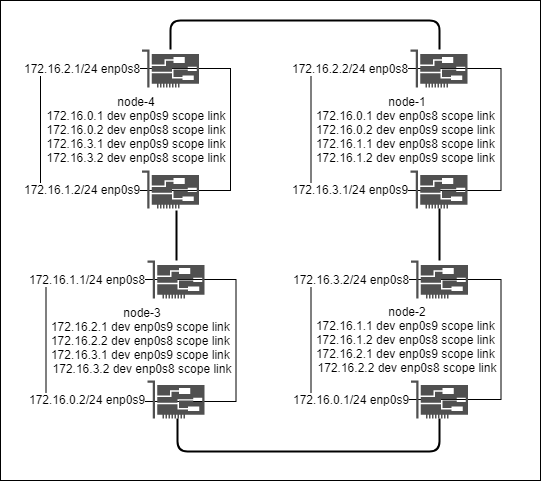 172.16.2.1/24 enp0s8
node-4
172.16.0.1 dev enp0s9 scope link
172.16.0.2 dev enp0s9 scope link
172.16.3.1 dev enp0s8 scope link
172.16.3.2 dev enp0s8 scope link
172.16.1.2/24 enp0s9
172.16.2.2/24 enp0s8
node-1
172.16.0.1 dev enp0s8 scope link
172.16.0.2 dev enp0s9 scope link
172.16.1.1 dev enp0s8 scope link
172.16.1.2 dev enp0s9 scope link
172.16.3.1/24 enp0s9
172.16.1.1/24 enp0s8
node-3
172.16.2.1 dev enp0s9 scope link
172.16.2.2 dev enp0s8 scope link
172.16.3.1 dev enp0s9 scope link
172.16.3.2 dev enp0s8 scope link
172.16.0.2/24 enp0s9
172.16.3.2/24 enp0s8
node-2
172.16.1.1 dev enp0s9 scope link
172.16.1.2 dev enp0s8 scope link
172.16.2.1 dev enp0s9 scope link
172.16.2.2 dev enp0s8 scope link
172.16.0.1/24 enp0s9